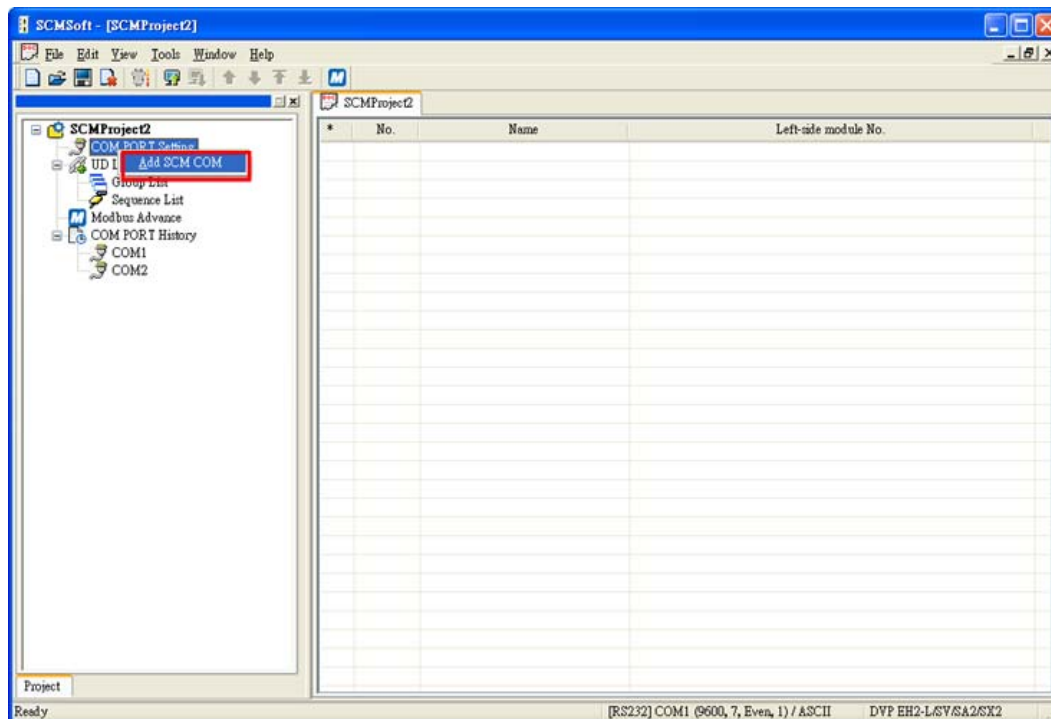 SCMSoft - [SCMProject2]
File Edit View Tools Window Help
SCMProject2
* No. Name Left-side module No.
SCMProject2
COM PORT Setting
Add SCM COM
UD L
Group List
Sequence List
Modbus Advance
COM PORT History
COM1
COM2
Project
Ready [RS232] COM1 (9600, 7, Even, 1) / ASCII DVP EH2-L/SV/SA2/SX2